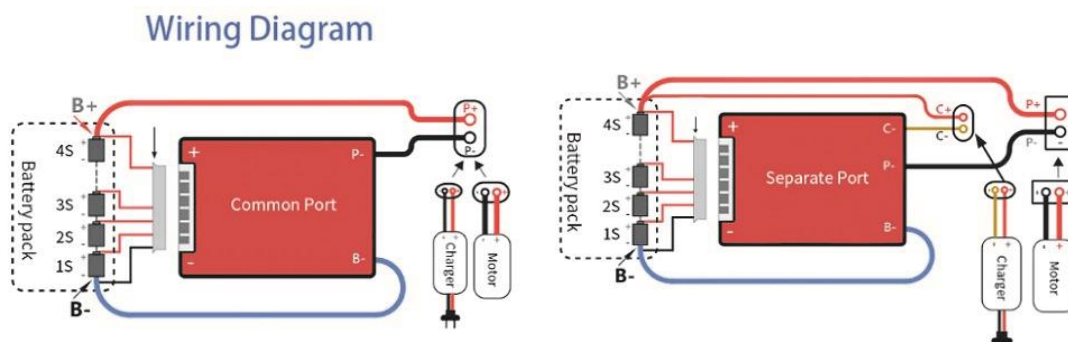 Wiring Diagram
B+
Battery pack
4S
3S
2S
1S
B-
+
-
Common Port
P-
B-
P+
P-
Charger
Motor
B+
Battery pack
4S
3S
2S
1S
B-
+
-
Separate Port
C-
P-
B-
C+
C-
P+
P-
Charger
Motor